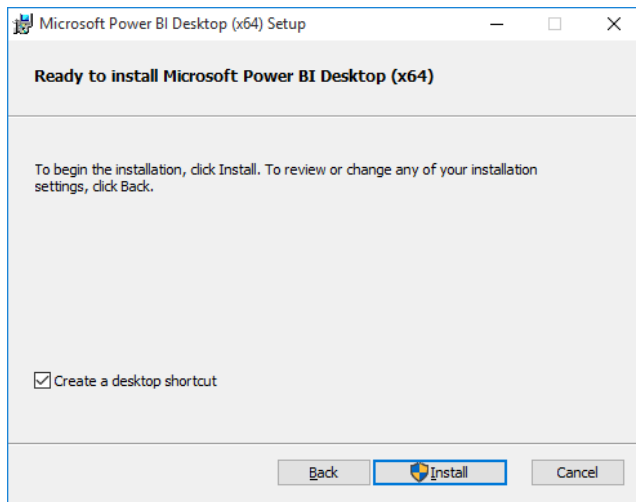 Microsoft Power BI Desktop (x64) Setup
Ready to install Microsoft Power BI Desktop (x64)
To begin the installation, click Install. To review or change any of your installation
settings, click Back.
Create a desktop shortcut
Back
Install
Cancel